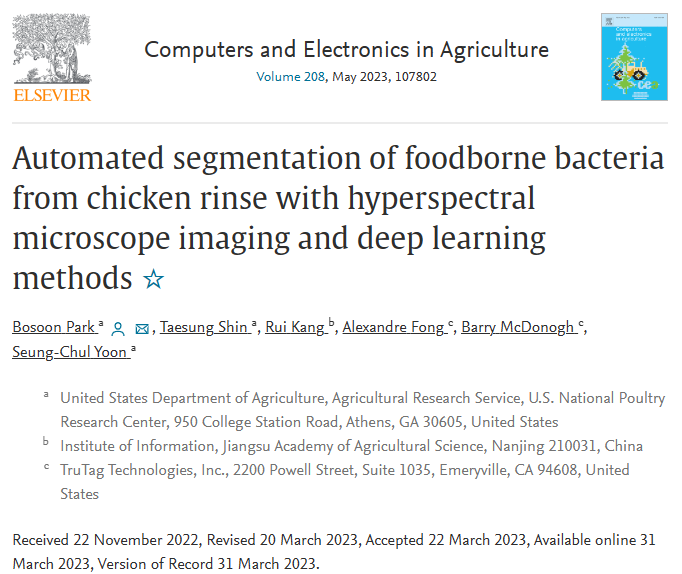 ELSEVIER
Computers and Electronics in Agriculture
Volume 208, May 2023, 107802
Computers
and electronics
in agriculture
Automated segmentation of foodborne bacteria
from chicken rinse with hyperspectral
microscope imaging and deep learning
methods ☆
Bosoon Park a, Taesung Shin a, Rui Kang b, Alexandre Fong c, Barry McDonogh c,
Seung-Chul Yoon a
a United States Department of Agriculture, Agricultural Research Service, U.S. National Poultry
Research Center, 950 College Station Road, Athens, GA 30605, United States
b Institute of Information, Jiangsu Academy of Agricultural Science, Nanjing 210031, China
c TruTag Technologies, Inc., 2200 Powell Street, Suite 1035, Emeryville, CA 94608, United
States
Received 22 November 2022, Revised 20 March 2023, Accepted 22 March 2023, Available online 31
March 2023, Version of Record 31 March 2023.